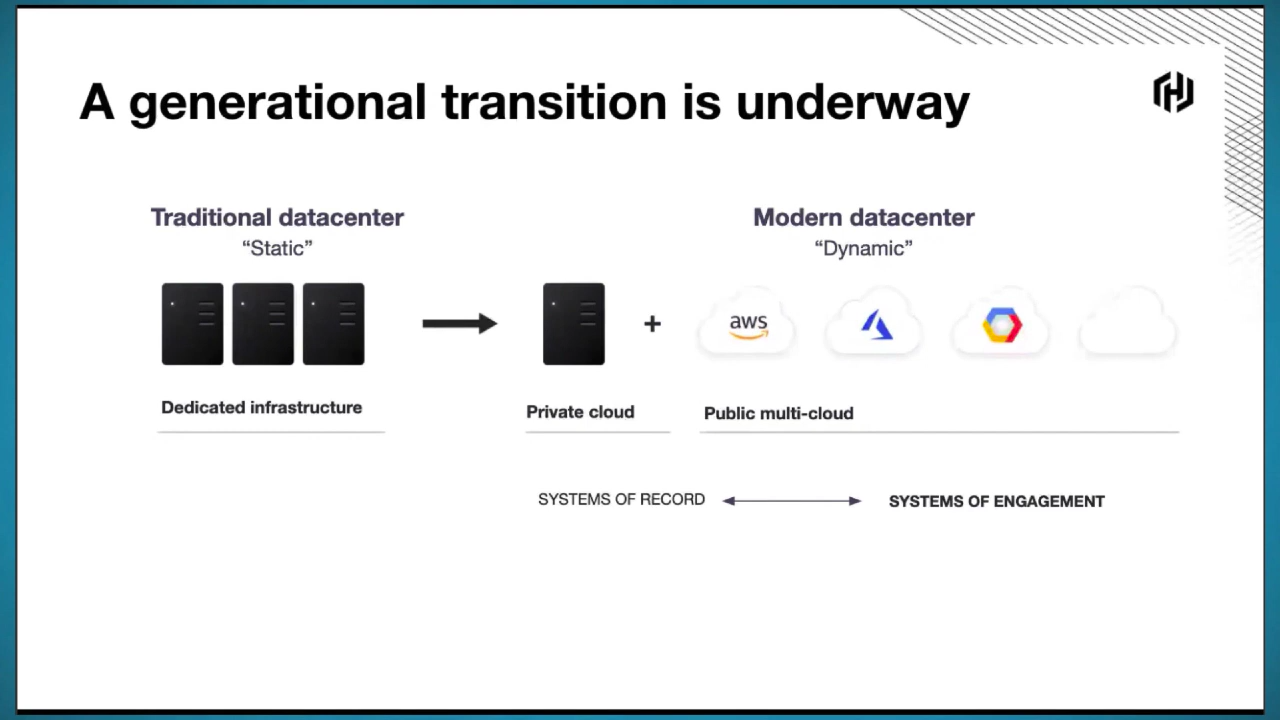 A generational transition is underway
Traditional datacenter
“Static”
Modern datacenter
“Dynamic”
aws
Dedicated infrastructure
Private cloud
+
Public multi-cloud
SYSTEMS OF RECORD
SYSTEMS OF ENGAGEMENT